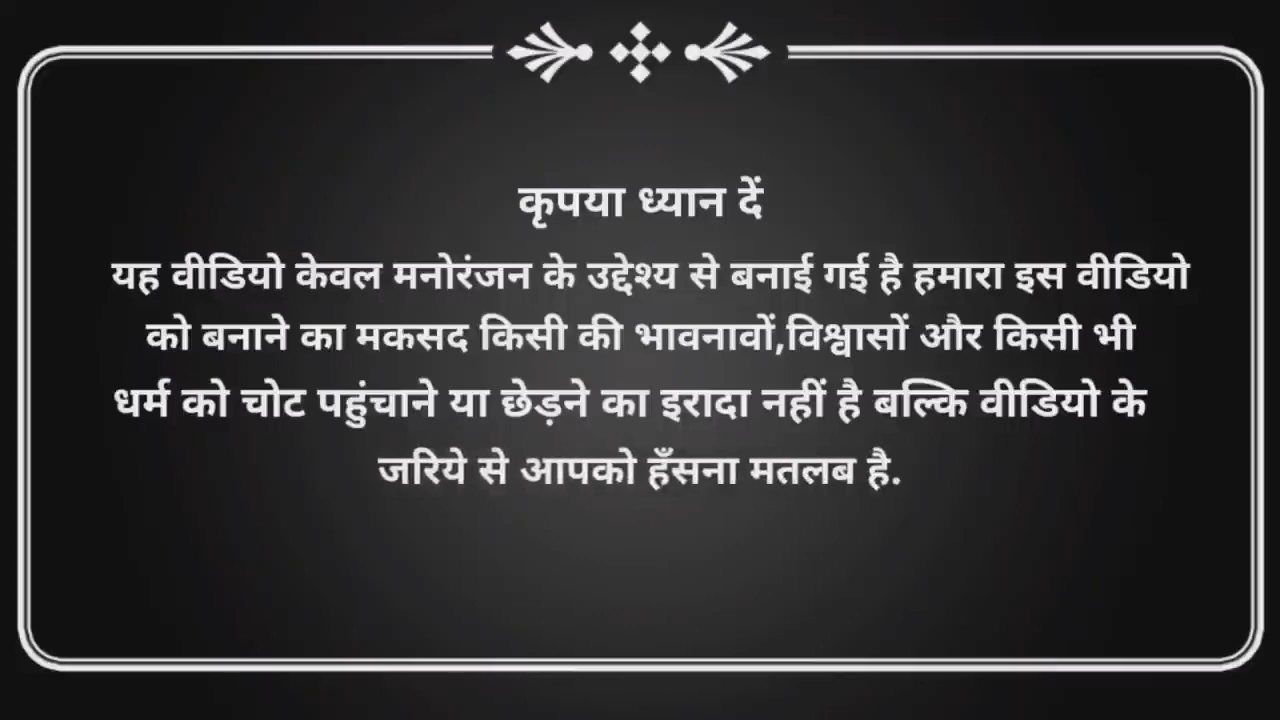 कृपया ध्यान दें
यह वीडियो केवल मनोरंजन के उद्देश्य से बनाई गई है हमारा इस वीडियो
को बनाने का मकसद किसी की भावनावों,विश्वासों और किसी भी
धर्म को चोट पहुंचाने या छेड़ने का इरादा नहीं है बल्कि वीडियो के
जरिये से आपको हँसना मतलब है.